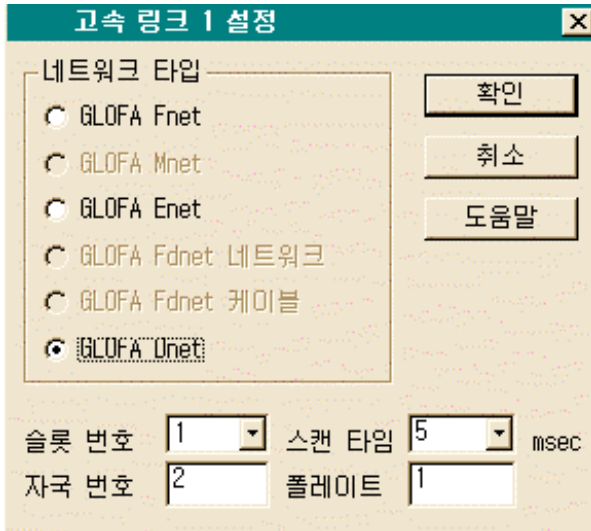 고속 링크 1 설정
네트워크 타입
GLOFA Fnet
GLOFA Mnet
GLOFA Enet
GLOFA Fdnet 네트워크
GLOFA Fdnet 케이블
GLOFA Dnet
확인
취소
도움말
슬롯 번호 1 스캔 타임 5 msec
자국 번호 2 폴레이트 1